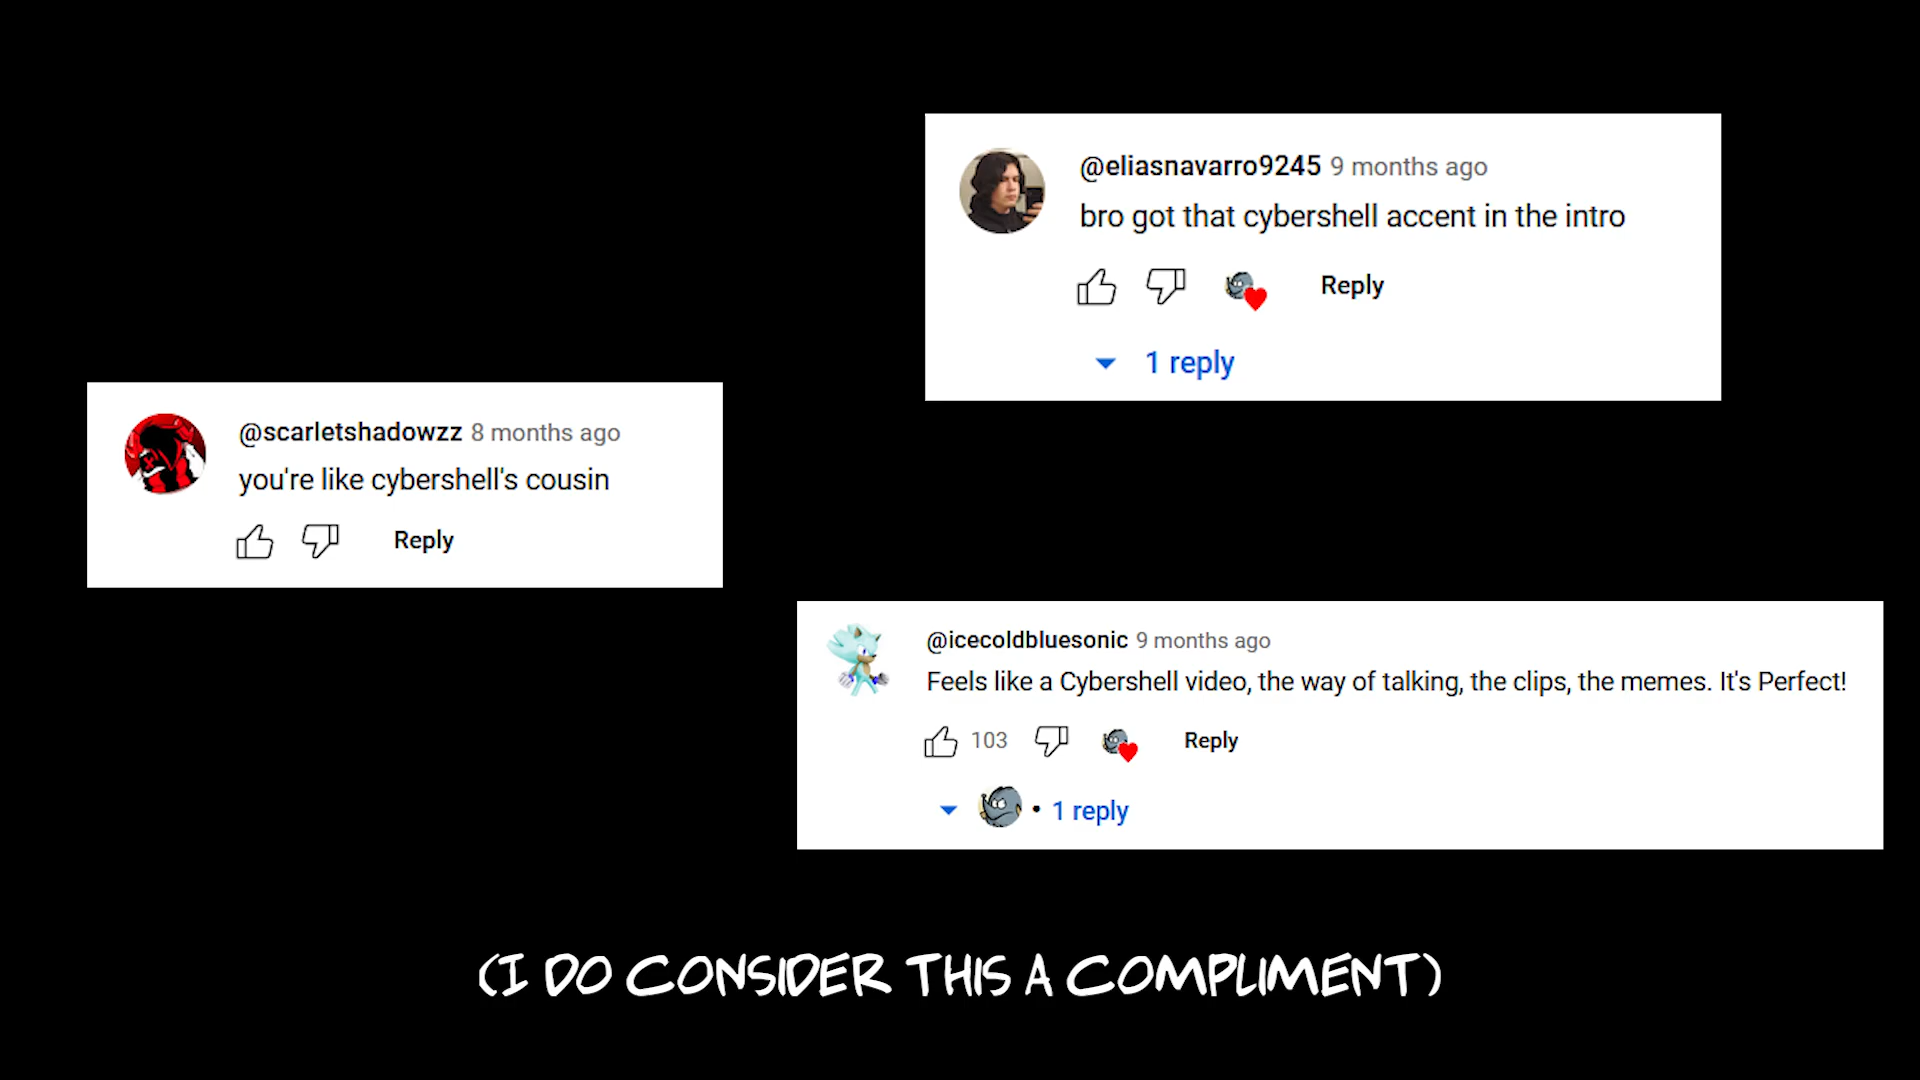 @eliasnavarro9245 9 months ago
bro got that cybershell accent in the intro
Reply
1 reply
@scarletshadowzz 8 months ago
you're like cybershell's cousin
Reply
@icecoldbluesonic 9 months ago
Feels like a Cybershell video, the way of talking, the clips, the memes. It's Perfect!
103 Reply
• 1 reply
(I DO CONSIDER THIS A COMPLIMENT)